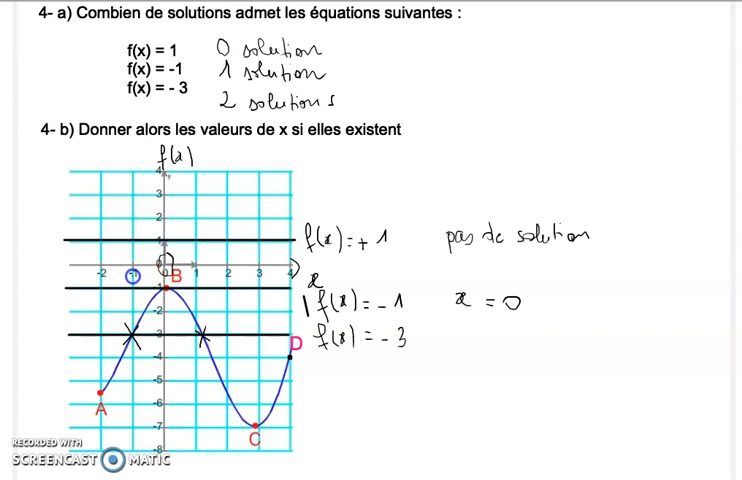 4- a) Combien de solutions admet les équations suivantes :
f(x) = 1 0 solution
f(x) = -1 1 solution
f(x) = - 3 2 solutions
4- b) Donner alors les valeurs de x si elles existent
f(x)
4
3
2
1
f(x) = + 1 pas de solution
-2 -1 0 1 2 3 4
B
x
-1
f(x) = - 1 x = 0
-2
-3
f(x) = - 3
D
-4
-5
A
-6
-7
C
-8
RECORDED WITH
SCREENCAST MATIC